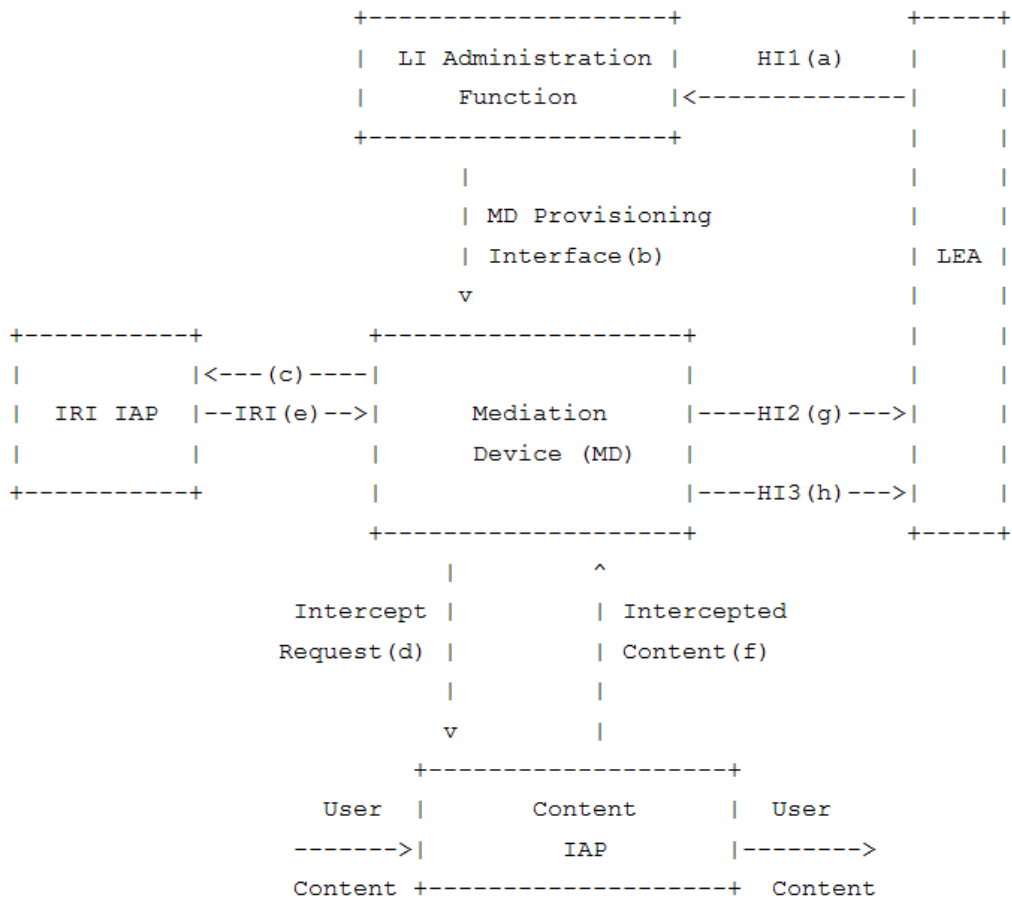 LI Administration HI1(a)
Function
MD Provisioning
Interface(b) LEA
(c)
IRI IAP IRI(e) Mediation HI2(g)
Device (MD)
HI3(h)
Intercept Intercepted
Request(d) Content(f)
v
User Content User
IAP
Content Content